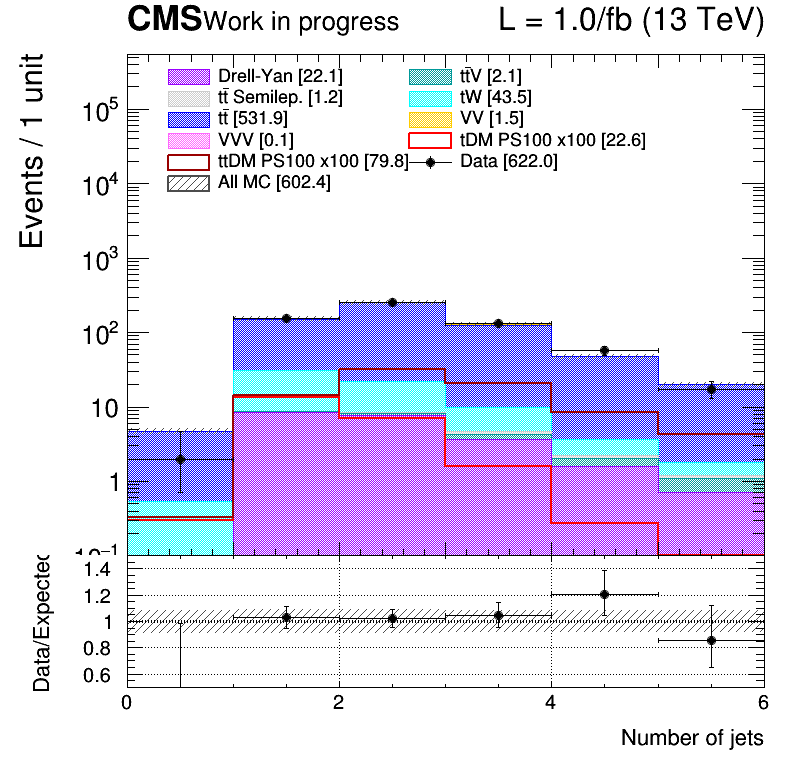 CMS Work in progress L = 1.0/fb (13 TeV)
Events / 1 unit
Drell-Yan [22.1] tt̄V [2.1]
tt̄ Semilep. [1.2] tW [43.5]
tt̄ [531.9] VV [1.5]
VVV [0.1] tDM PS100 x100 [22.6]
ttDM PS100 x100 [79.8] Data [622.0]
All MC [602.4]
10⁵
10⁴
10³
10²
10
1
10⁻¹
Data/Expected
1.4
1.2
1
0.8
0.6
0 2 4 6
Number of jets